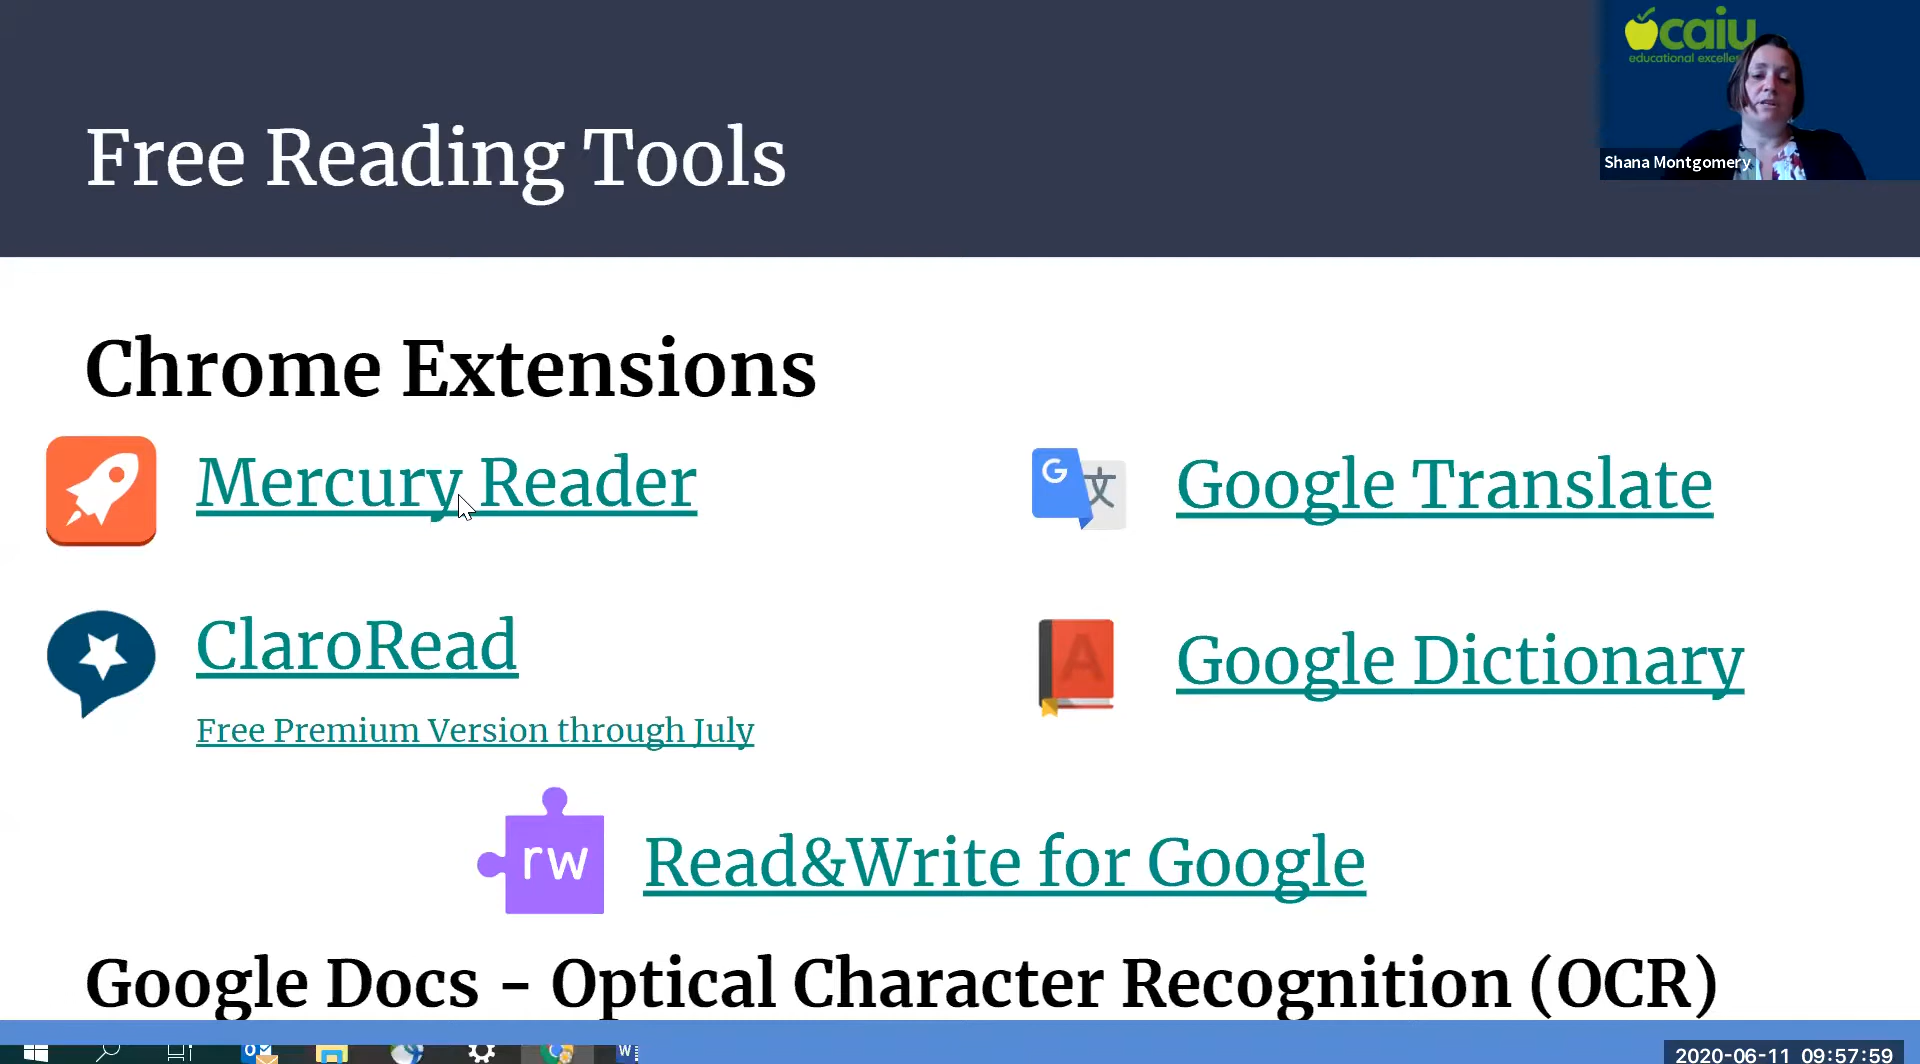 caiu
educational excelle
Shana Montgomery
Free Reading Tools
Chrome Extensions
Mercury Reader
G 文 Google Translate
ClaroRead
A Google Dictionary
Free Premium Version through July
rw Read&Write for Google
Google Docs - Optical Character Recognition (OCR)
2020-06-11 09:57:59